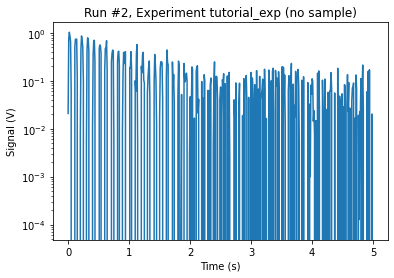 Run #2, Experiment tutorial_exp (no sample)
10⁰
10⁻¹
10⁻²
10⁻³
10⁻⁴
Signal (V)
0 1 2 3 4 5
Time (s)